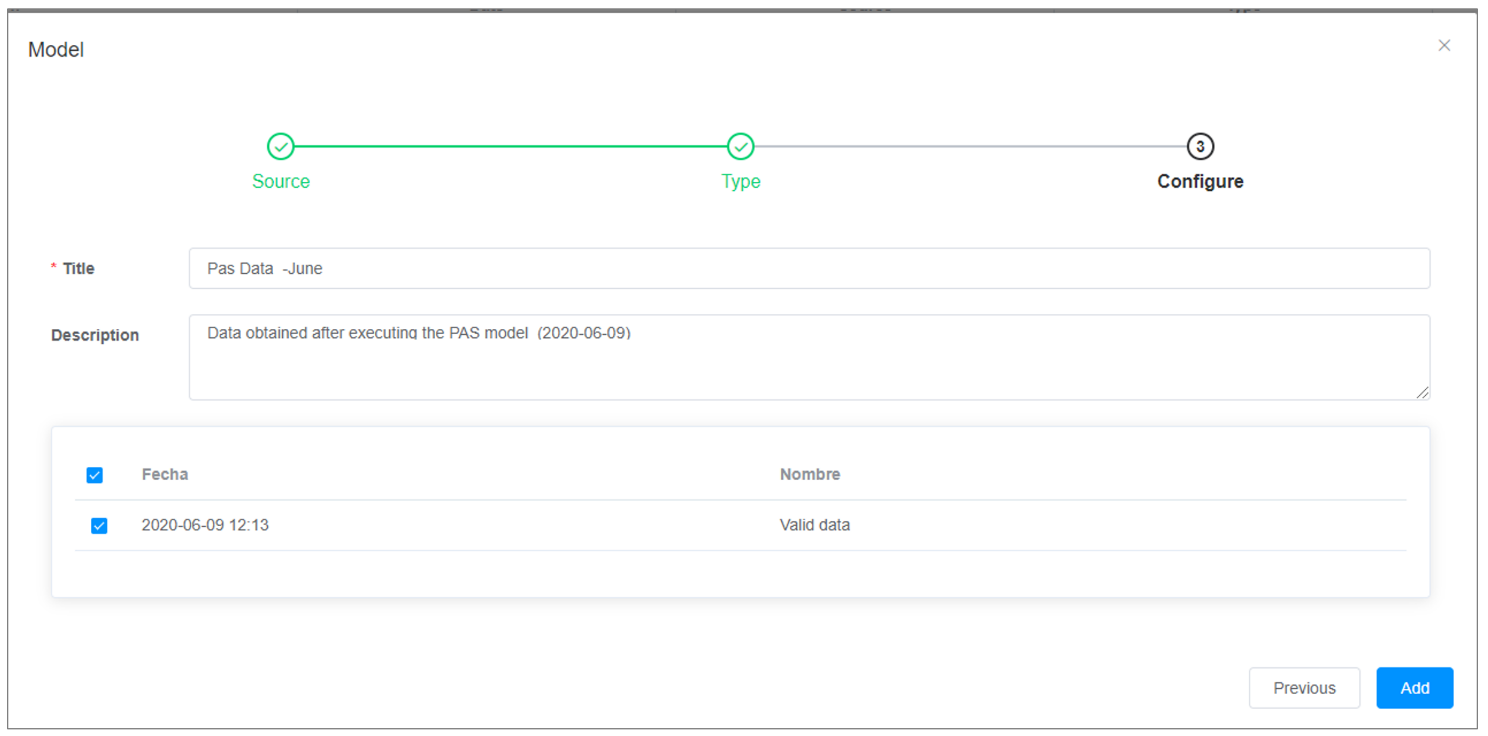 Model
3
Source
Type
Configure
* Title
Pas Data -June
Description
Data obtained after executing the PAS model (2020-06-09)
Fecha
Nombre
2020-06-09 12:13
Valid data
Previous
Add